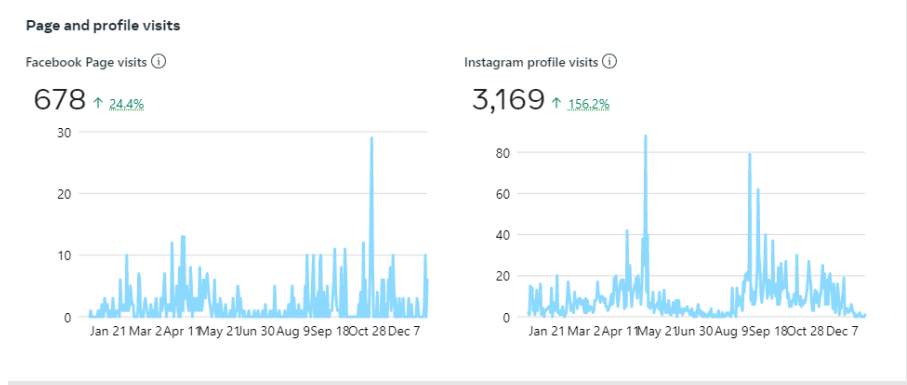 Page and profile visits
Facebook Page visits
678 ↑ 24.4%
30
20
10
0
Jan 21 Mar 2 Apr 11 May 21 Jun 30 Aug 9 Sep 18 Oct 28 Dec 7
Instagram profile visits
3,169 ↑ 156.2%
80
60
40
20
0
Jan 21 Mar 2 Apr 11 May 21 Jun 30 Aug 9 Sep 18 Oct 28 Dec 7